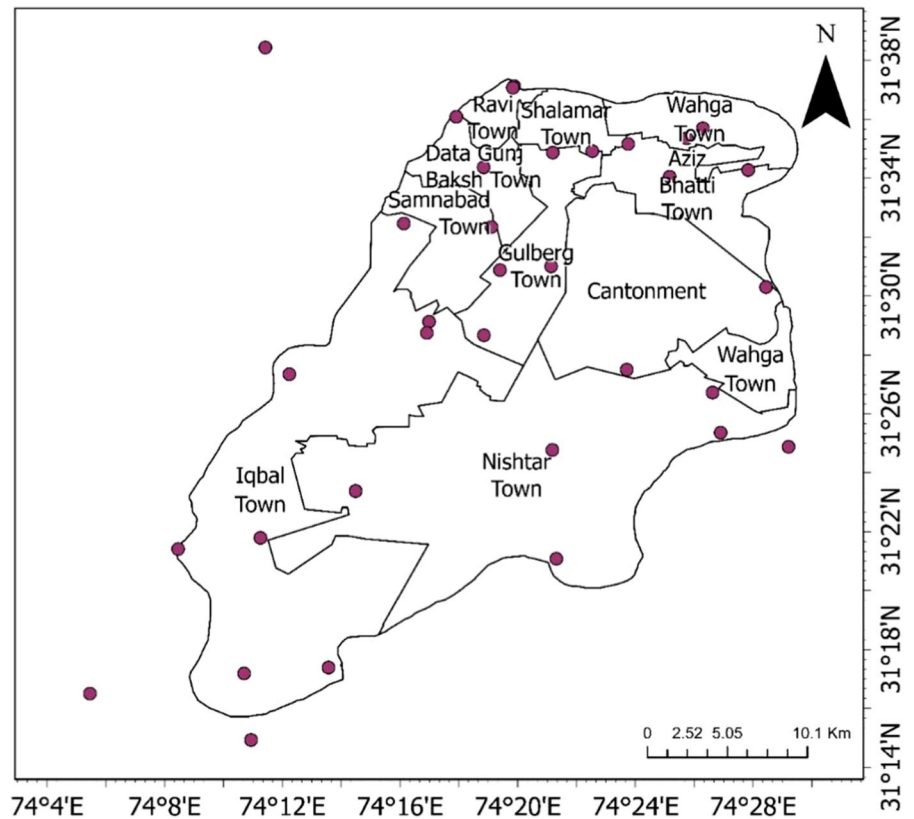 N
Ravi
Town
Shalamar
Town
Wahga
Town
Data Gunj
Baksh Town
Aziz
Bhatti
Town
Samnabad
Town
Gulberg
Town
Cantonment
Wahga
Town
Nishtar
Town
Iqbal
Town
0 2.52 5.05 10.1 Km
31°38'N
31°34'N
31°30'N
31°26'N
31°22'N
31°18'N
31°14'N
74°4'E 74°8'E 74°12'E 74°16'E 74°20'E 74°24'E 74°28'E